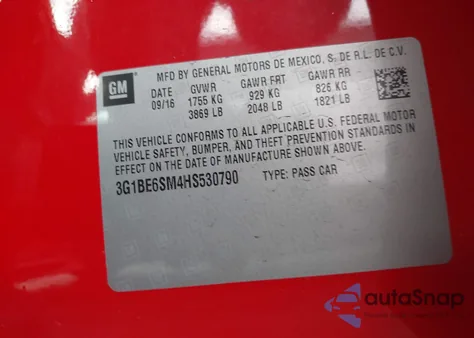 GM
MFD BY GENERAL MOTORS DE MEXICO, S. DE R.L. DE C.V.
DATE GVWR GAWR FRT GAWR RR
09/16 1755 KG 929 KG 826 KG
3869 LB 2048 LB 1821 LB
THIS VEHICLE CONFORMS TO ALL APPLICABLE U.S. FEDERAL MOTOR
VEHICLE SAFETY, BUMPER, AND THEFT PREVENTION STANDARDS IN
EFFECT ON THE DATE OF MANUFACTURE SHOWN ABOVE.
3G1BE6SM4HS530790 TYPE: PASS CAR
autoSnap